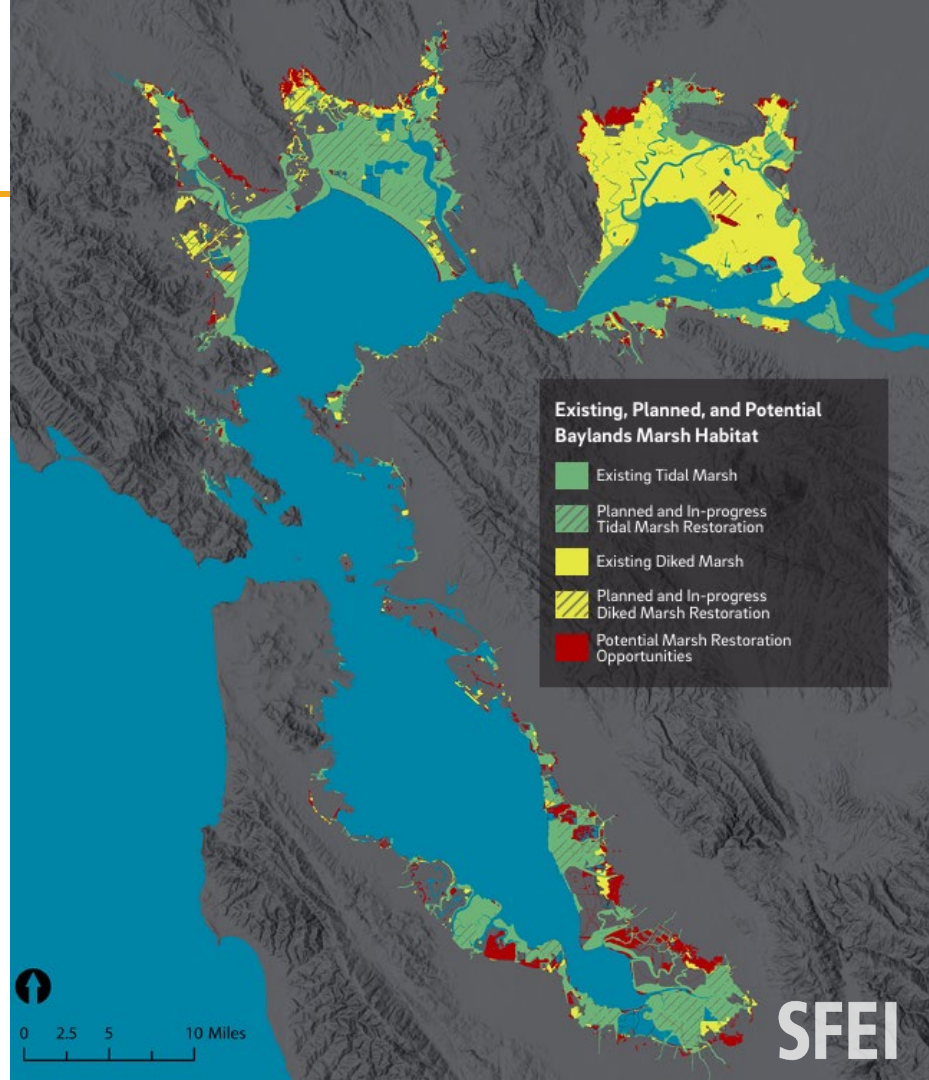 Existing, Planned, and Potential
Baylands Marsh Habitat
Existing Tidal Marsh
Planned and In-progress
Tidal Marsh Restoration
Existing Diked Marsh
Planned and In-progress
Diked Marsh Restoration
Potential Marsh Restoration
Opportunities
0 2.5 5 10 Miles
SFEI